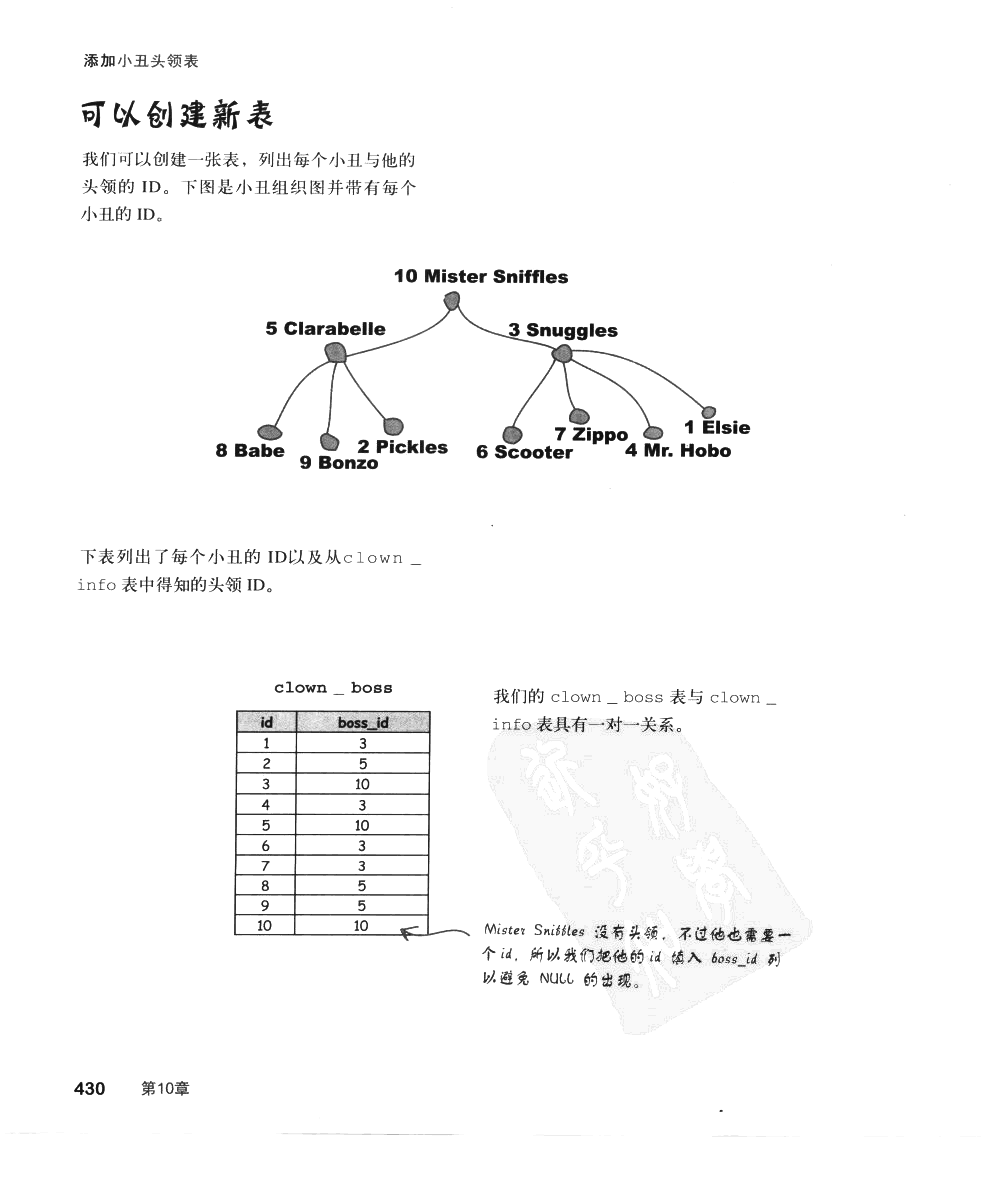 添加小丑头领表
可以创建新表
我们可以创建一张表，列出每个小丑与他的
头领的 ID。下图是小丑组织图并带有每个
小丑的 ID。
10 Mister Sniffles
5 Clarabelle
3 Snuggles
8 Babe
9 Bonzo
2 Pickles
6 Scooter
7 Zippo
4 Mr. Hobo
1 Elsie
下表列出了每个小丑的 ID以及从clown _
info 表中得知的头领 ID。
clown _ boss
id boss_id
1 3
2 5
3 10
4 3
5 10
6 3
7 3
8 5
9 5
10 10
我们的 clown _ boss 表与 clown _
info 表具有一对一关系。
Mister Sniffles 没有头领，不过他也需要一
个 id，所以我们把他的 id 填入 boss_id 列
以避免 NULL 的出现。
430 第10章